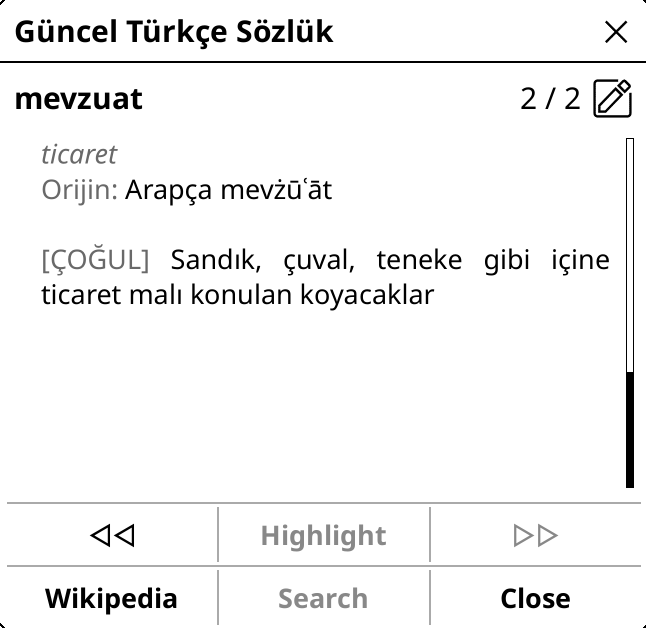 Güncel Türkçe Sözlük
mevzuat 2 / 2
ticaret
Orijin: Arapça mevżūʿāt
[ÇOĞUL] Sandık, çuval, teneke gibi içine
ticaret malı konulan koyacaklar
Highlight
Wikipedia Search Close